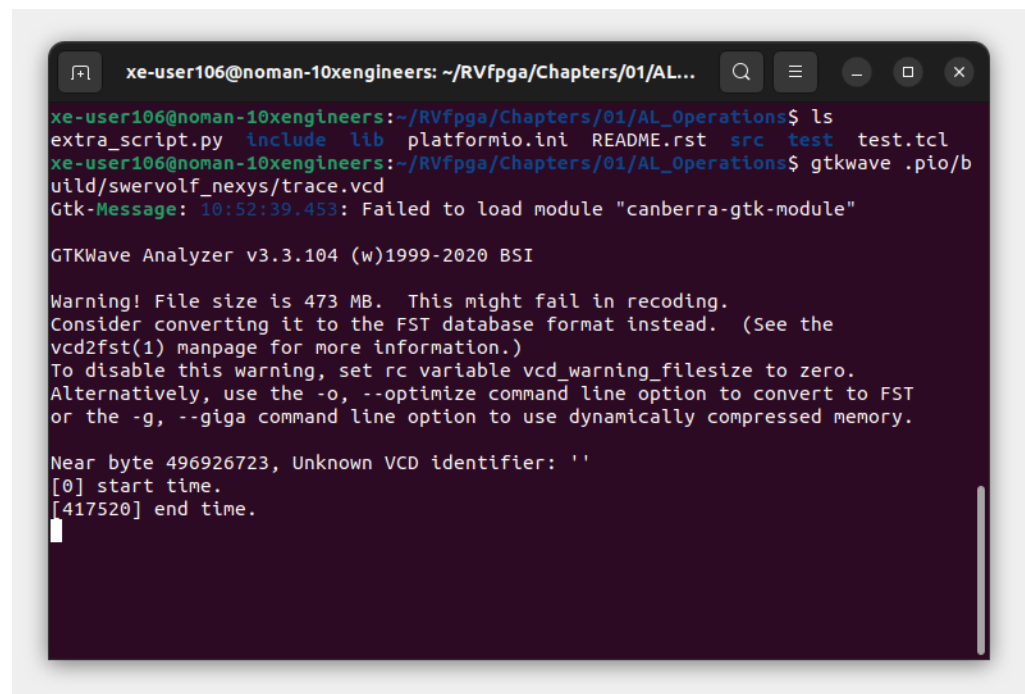 xe-user106@noman-10xengineers: ~/RVfpga/Chapters/01/AL...
xe-user106@noman-10xengineers:~/RVfpga/Chapters/01/AL_Operations$ ls
extra_script.py include lib platformio.ini README.rst src test test.tcl
xe-user106@noman-10xengineers:~/RVfpga/Chapters/01/AL_Operations$ gtkwave .pio/b
uild/swervolf_nexys/trace.vcd
Gtk-Message: 10:52:39.453: Failed to load module "canberra-gtk-module"
GTKWave Analyzer v3.3.104 (w)1999-2020 BSI
Warning! File size is 473 MB. This might fail in recoding.
Consider converting it to the FST database format instead. (See the
vcd2fst(1) manpage for more information.)
To disable this warning, set rc variable vcd_warning_filesize to zero.
Alternatively, use the -o, --optimize command line option to convert to FST
or the -g, --giga command line option to use dynamically compressed memory.
Near byte 496926723, Unknown VCD identifier: ''
[0] start time.
[417520] end time.